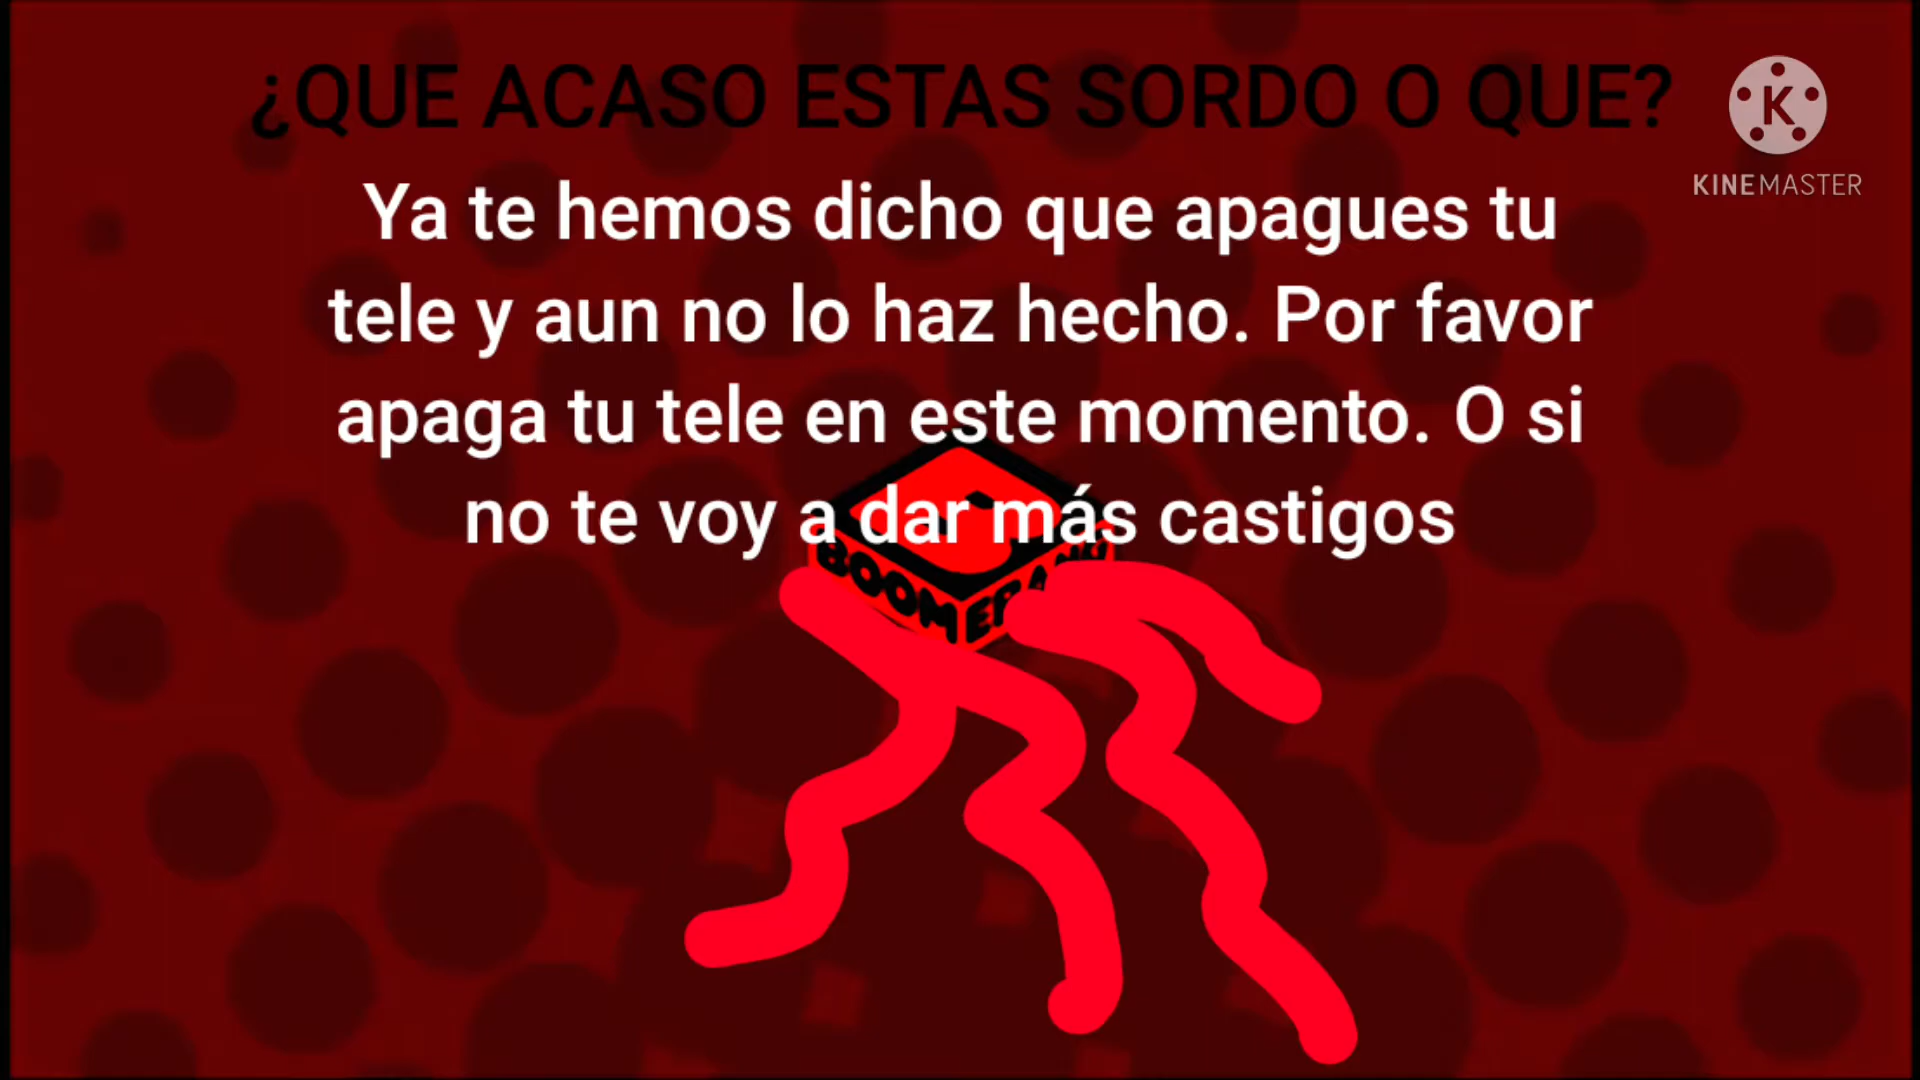 ¿QUE ACASO ESTAS SORDO O QUE?
K
KINEMASTER
Ya te hemos dicho que apagues tu
tele y aun no lo haz hecho. Por favor
apaga tu tele en este momento. O si
no te voy a dar más castigos
BOOMERANG